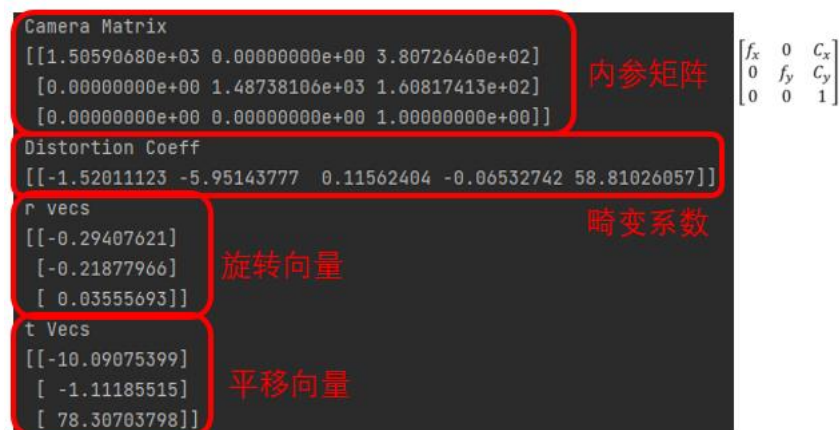 Camera Matrix
[[1.50590680e+03 0.00000000e+00 3.80726460e+02]
[0.00000000e+00 1.48738106e+03 1.60817413e+02]
[0.00000000e+00 0.00000000e+00 1.00000000e+00]]
内参矩阵
[f_x 0 C_x]
[0 f_y C_y]
[0 0 1]
Distortion Coeff
[[-1.52011123 -5.95143777 0.11562404 -0.06532742 58.81026057]]
畸变系数
r vecs
[[-0.29407621]
[-0.21877966]
[ 0.03555693]]
旋转向量
t Vecs
[[-10.09075399]
[ -1.11185515]
[ 78.30703798]]
平移向量